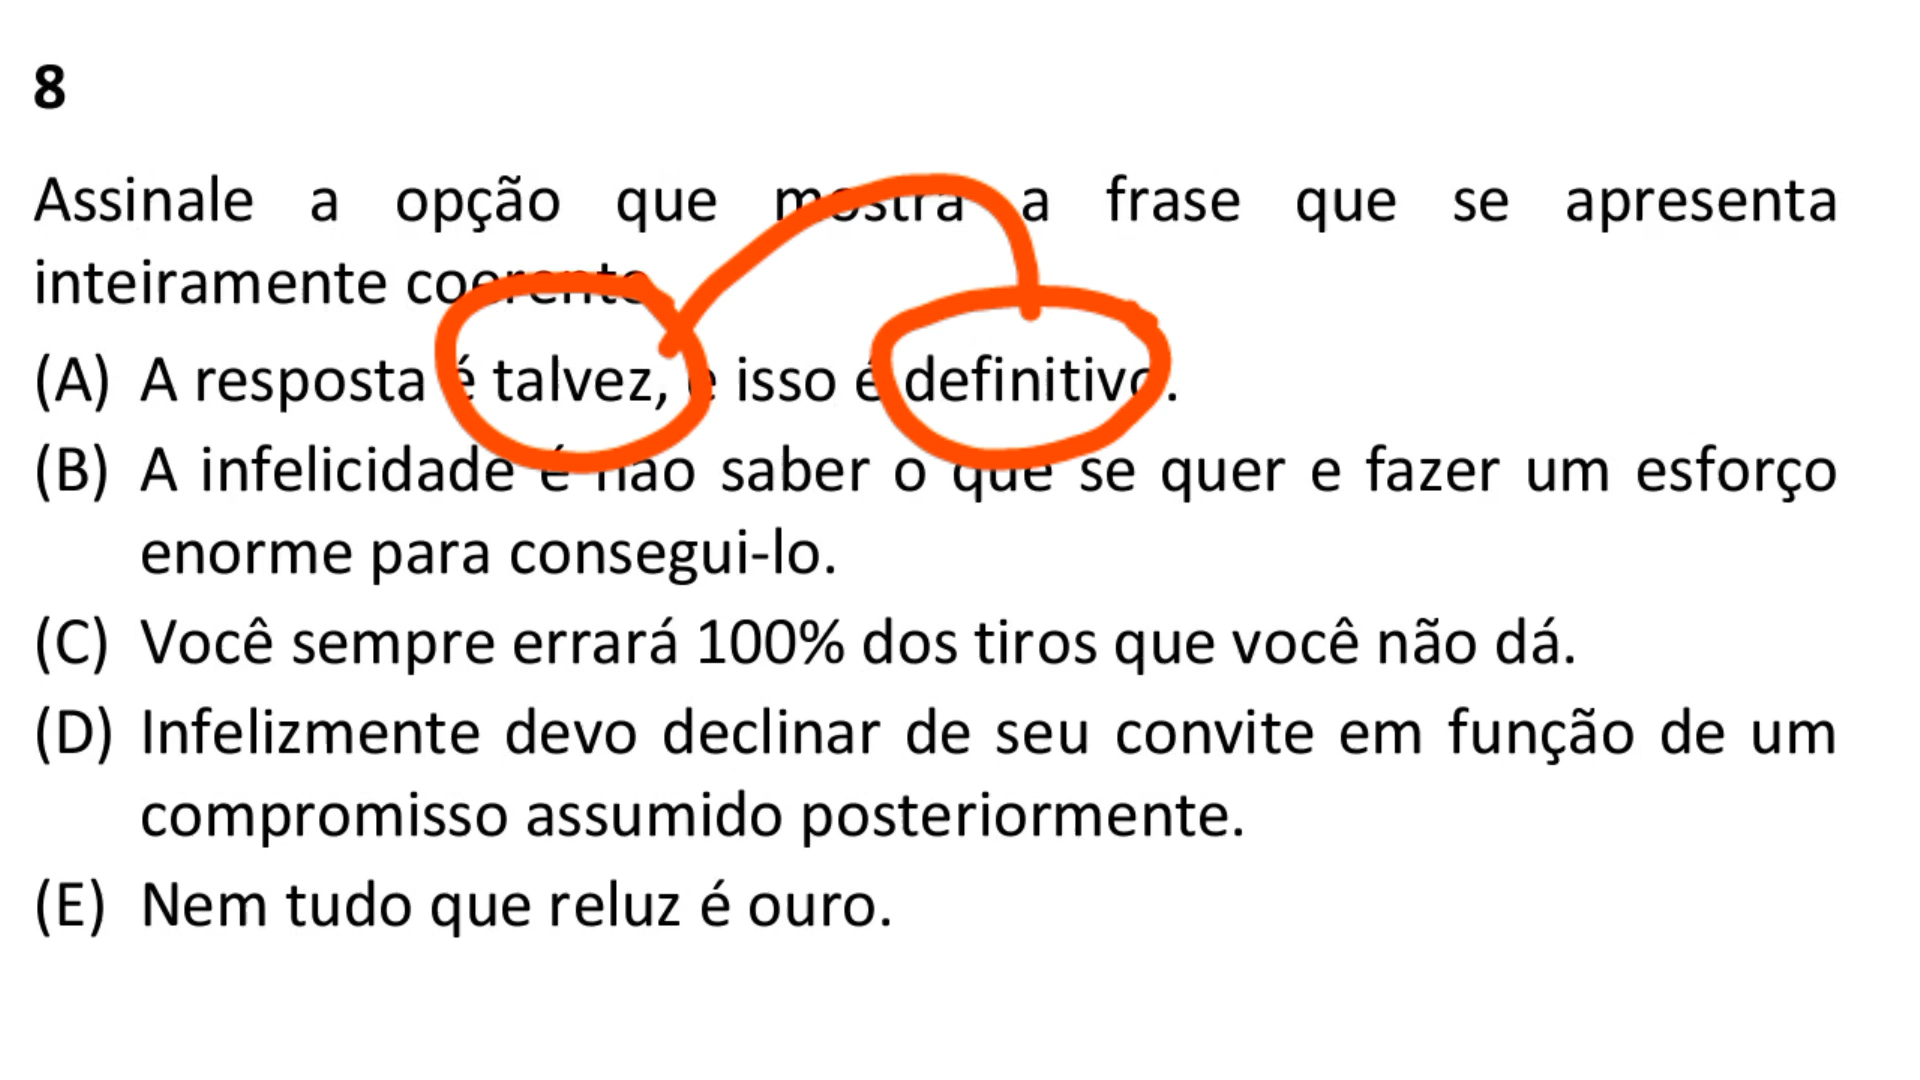 8
Assinale a opção que mostra a frase que se apresenta
inteiramente coerente.
(A) A resposta é talvez, e isso é definitivo.
(B) A infelicidade é não saber o que se quer e fazer um esforço
enorme para consegui-lo.
(C) Você sempre errará 100% dos tiros que você não dá.
(D) Infelizmente devo declinar de seu convite em função de um
compromisso assumido posteriormente.
(E) Nem tudo que reluz é ouro.